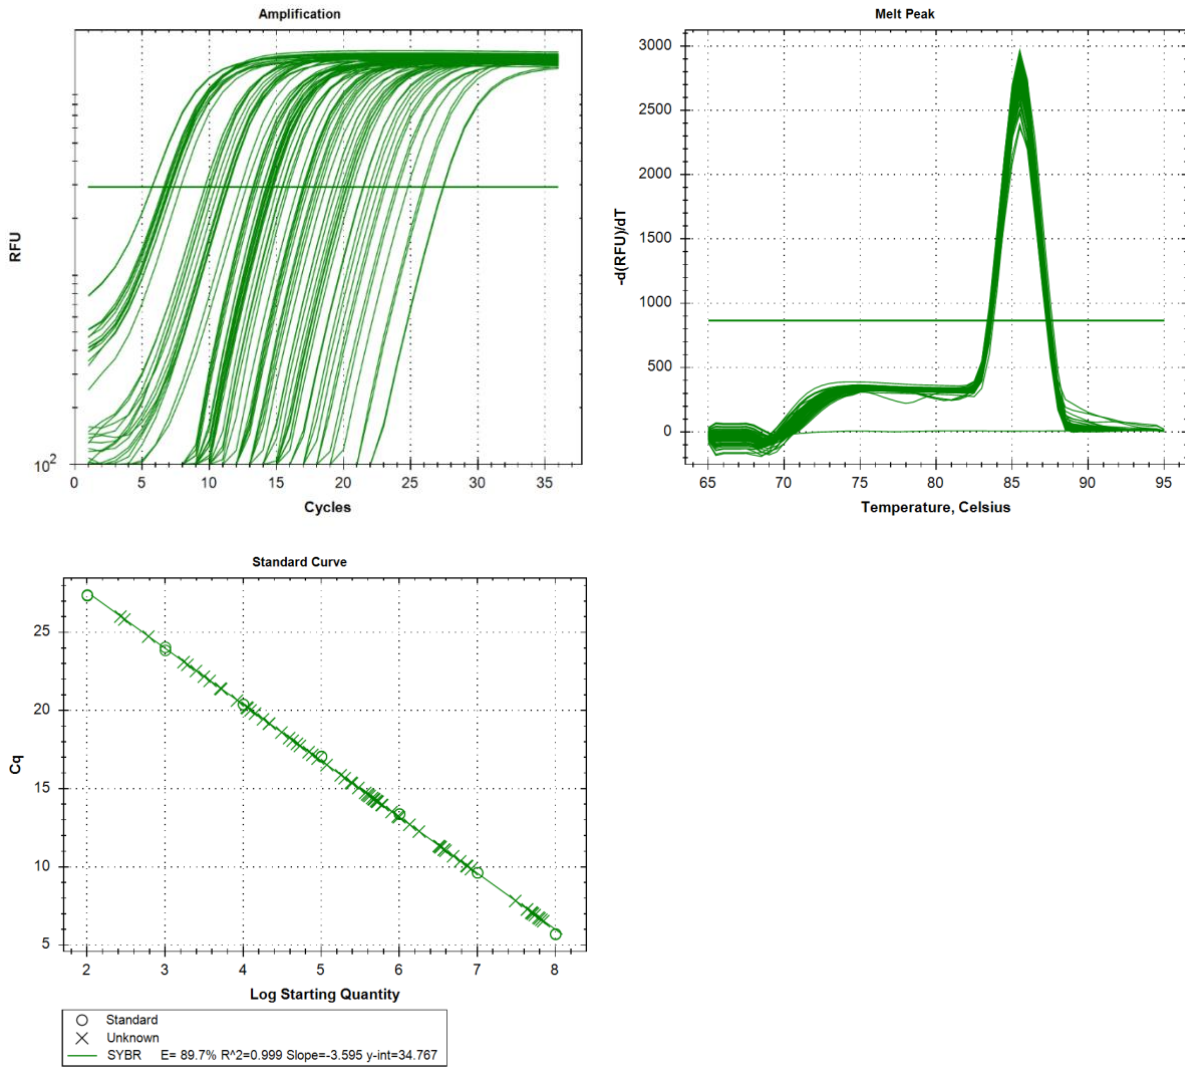 Amplification
RFU
10^2
0 5 10 15 20 25 30 35
Cycles
Melt Peak
-d(RFU)/dT
3000
2500
2000
1500
1000
500
0
65 70 75 80 85 90 95
Temperature, Celsius
Standard Curve
Cq
25
20
15
10
5
2 3 4 5 6 7 8
Log Starting Quantity
Standard
Unknown
SYBR E= 89.7% R^2=0.999 Slope=-3.595 y-int=34.767